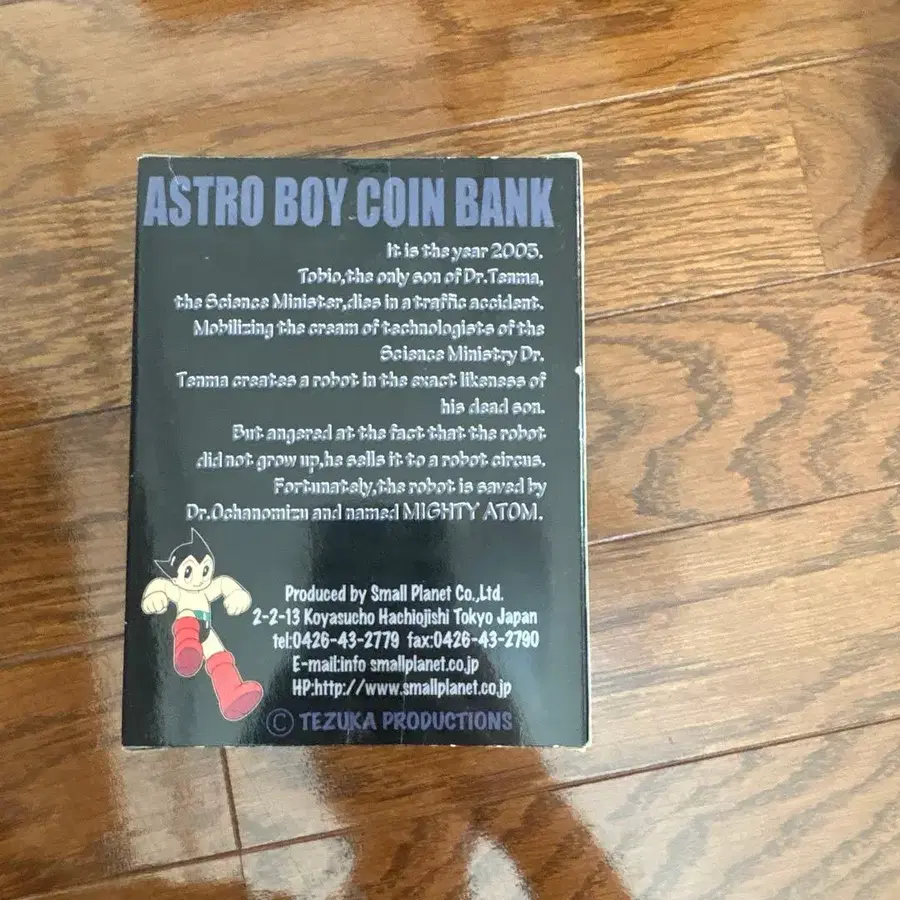 ASTRO BOY COIN BANK
It is the year 2003.
Tobio,the only son of Dr.Tenma,
the Science Minister,dies in a traffic accident.
Mobilizing the cream of technologists of the
Science Ministry Dr.
Tenma creates a robot in the exact likeness of
his dead son.
But angered at the fact that the robot
did not grow up,he sells it to a robot circus.
Fortunately,the robot is saved by
Dr.Ochanomizu and named MIGHTY ATOM.
Produced by Small Planet Co.,Ltd.
2-2-13 Koyasucho Hachiojishi Tokyo Japan
tel:0426-43-2779 fax:0426-43-2790
E-mail:info smallplanet.co.jp
HP:http://www.smallplanet.co.jp
© TEZUKA PRODUCTIONS